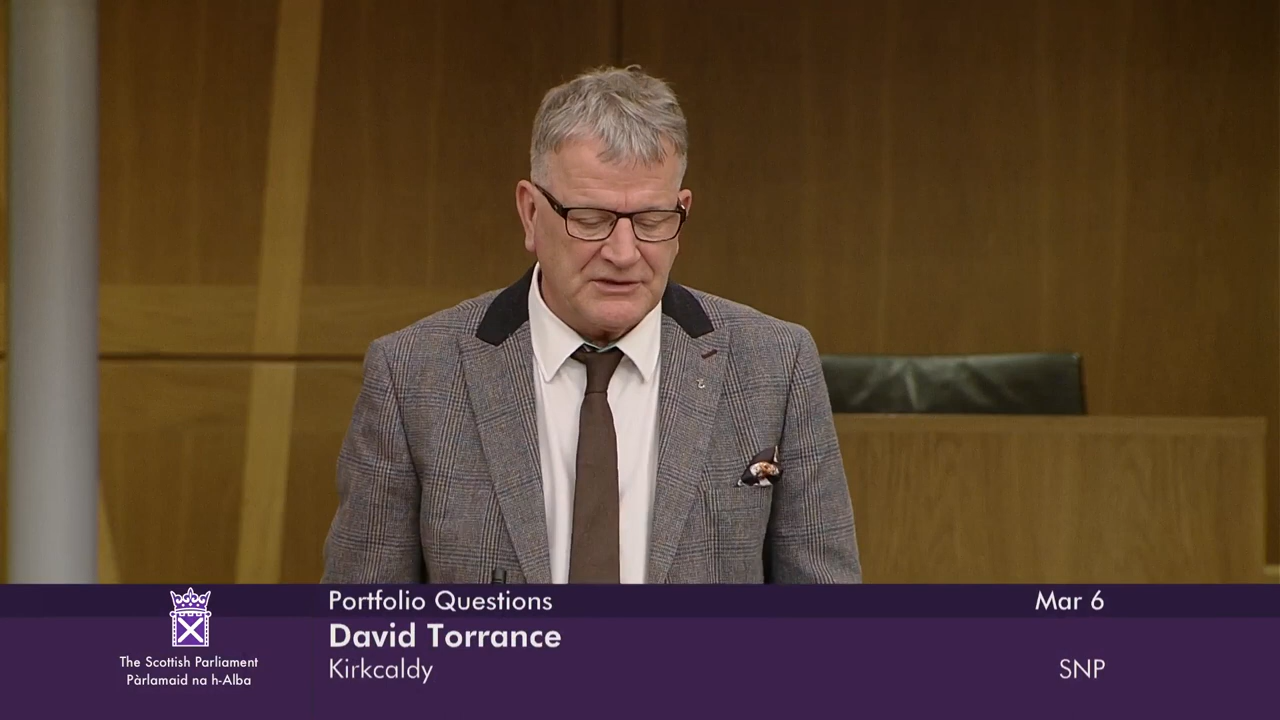 Portfolio Questions
Mar 6
David Torrance
Kirkcaldy
SNP
The Scottish Parliament
Pàrlamaid na h-Alba